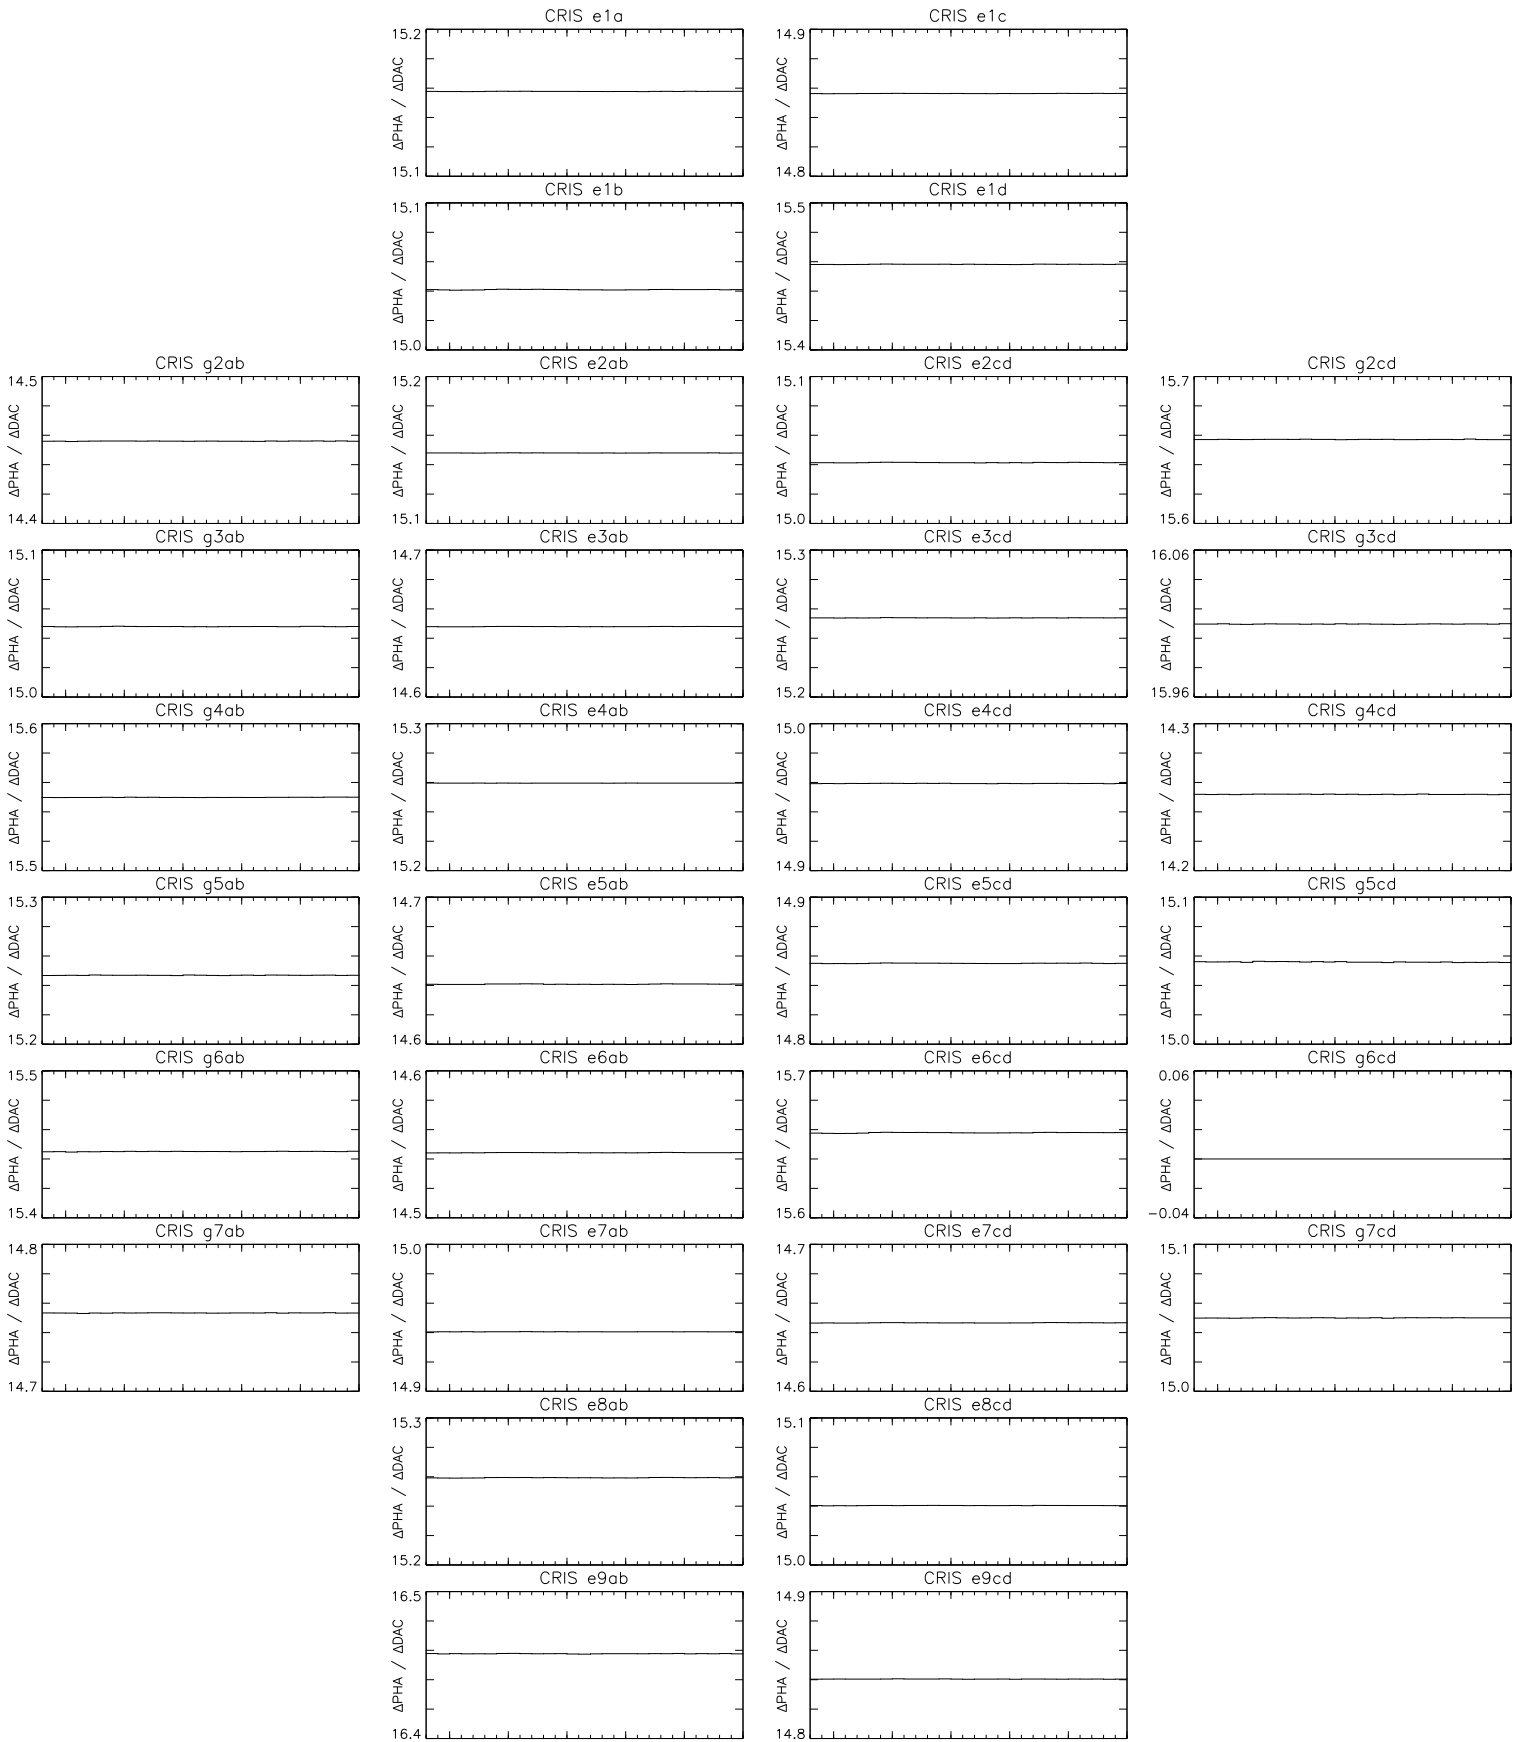 CRIS e1a
15.2
ΔPHA / ΔDAC
15.1
CRIS e1c
14.9
ΔPHA / ΔDAC
14.8
CRIS e1b
15.1
ΔPHA / ΔDAC
15.0
CRIS e1d
15.5
ΔPHA / ΔDAC
15.4
CRIS g2ab
14.5
ΔPHA / ΔDAC
14.4
CRIS e2ab
15.2
ΔPHA / ΔDAC
15.1
CRIS e2cd
15.1
ΔPHA / ΔDAC
15.0
CRIS g2cd
15.7
ΔPHA / ΔDAC
15.6
CRIS g3ab
15.1
ΔPHA / ΔDAC
15.0
CRIS e3ab
14.7
ΔPHA / ΔDAC
14.6
CRIS e3cd
15.3
ΔPHA / ΔDAC
15.2
CRIS g3cd
16.06
ΔPHA / ΔDAC
15.96
CRIS g4ab
15.6
ΔPHA / ΔDAC
15.5
CRIS e4ab
15.3
ΔPHA / ΔDAC
15.2
CRIS e4cd
15.0
ΔPHA / ΔDAC
14.9
CRIS g4cd
14.3
ΔPHA / ΔDAC
14.2
CRIS g5ab
15.3
ΔPHA / ΔDAC
15.2
CRIS e5ab
14.7
ΔPHA / ΔDAC
14.6
CRIS e5cd
14.9
ΔPHA / ΔDAC
14.8
CRIS g5cd
15.1
ΔPHA / ΔDAC
15.0
CRIS g6ab
15.5
ΔPHA / ΔDAC
15.4
CRIS e6ab
14.6
ΔPHA / ΔDAC
14.5
CRIS e6cd
15.7
ΔPHA / ΔDAC
15.6
CRIS g6cd
0.06
ΔPHA / ΔDAC
−0.04
CRIS g7ab
14.8
ΔPHA / ΔDAC
14.7
CRIS e7ab
15.0
ΔPHA / ΔDAC
14.9
CRIS e7cd
14.7
ΔPHA / ΔDAC
14.6
CRIS g7cd
15.1
ΔPHA / ΔDAC
15.0
CRIS e8ab
15.3
ΔPHA / ΔDAC
15.2
CRIS e8cd
15.1
ΔPHA / ΔDAC
15.0
CRIS e9ab
16.5
ΔPHA / ΔDAC
16.4
CRIS e9cd
14.9
ΔPHA / ΔDAC
14.8